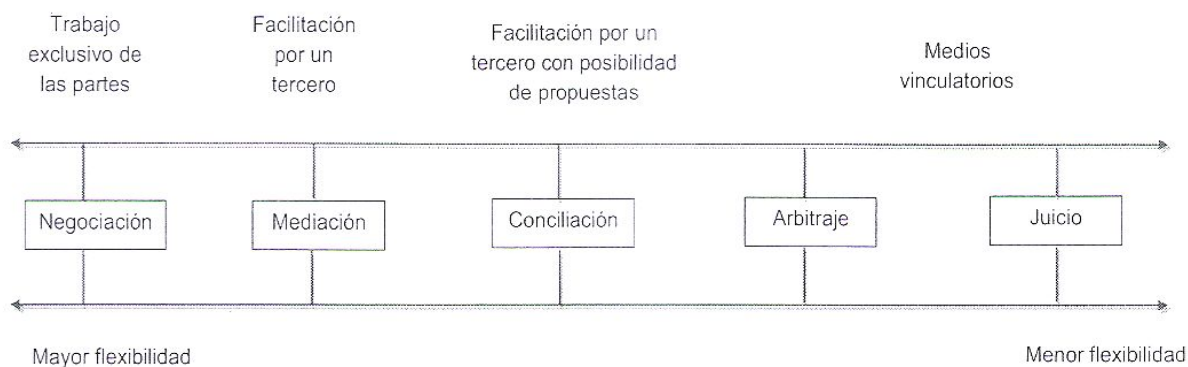 Trabajo
exclusivo de
las partes
Facilitación
por un
tercero
Facilitación por un
tercero con posibilidad
de propuestas
Medios
vinculatorios
Negociación
Mediación
Conciliación
Arbitraje
Juicio
Mayor flexibilidad
Menor flexibilidad